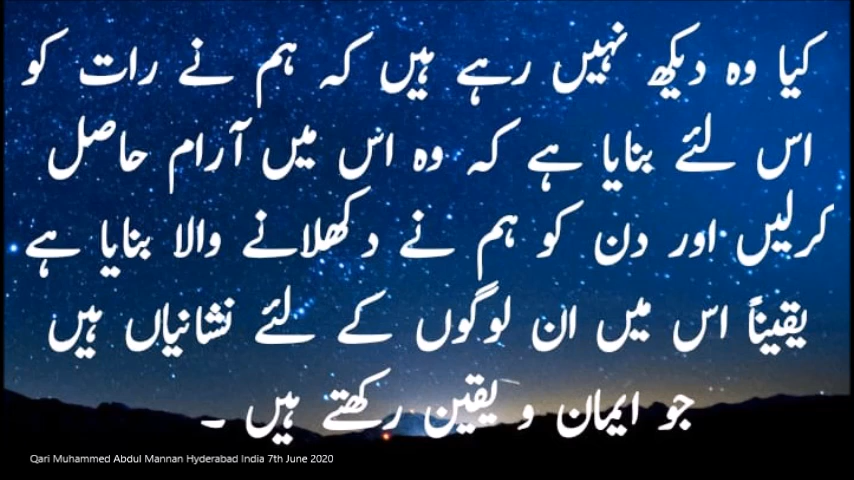 کیا وہ دیکھ نہیں رہے ہیں کہ ہم نے رات کو
اس لئے بنایا ہے کہ وہ اس میں آرام حاصل
کرلیں اور دن کو ہم نے دکھلانے والا بنایا ہے
یقیناً اس میں ان لوگوں کے لئے نشانیاں ہیں
جو ایمان و یقین رکھتے ہیں ۔
Qari Muhammed Abdul Mannan Hyderabad India 7th June 2020